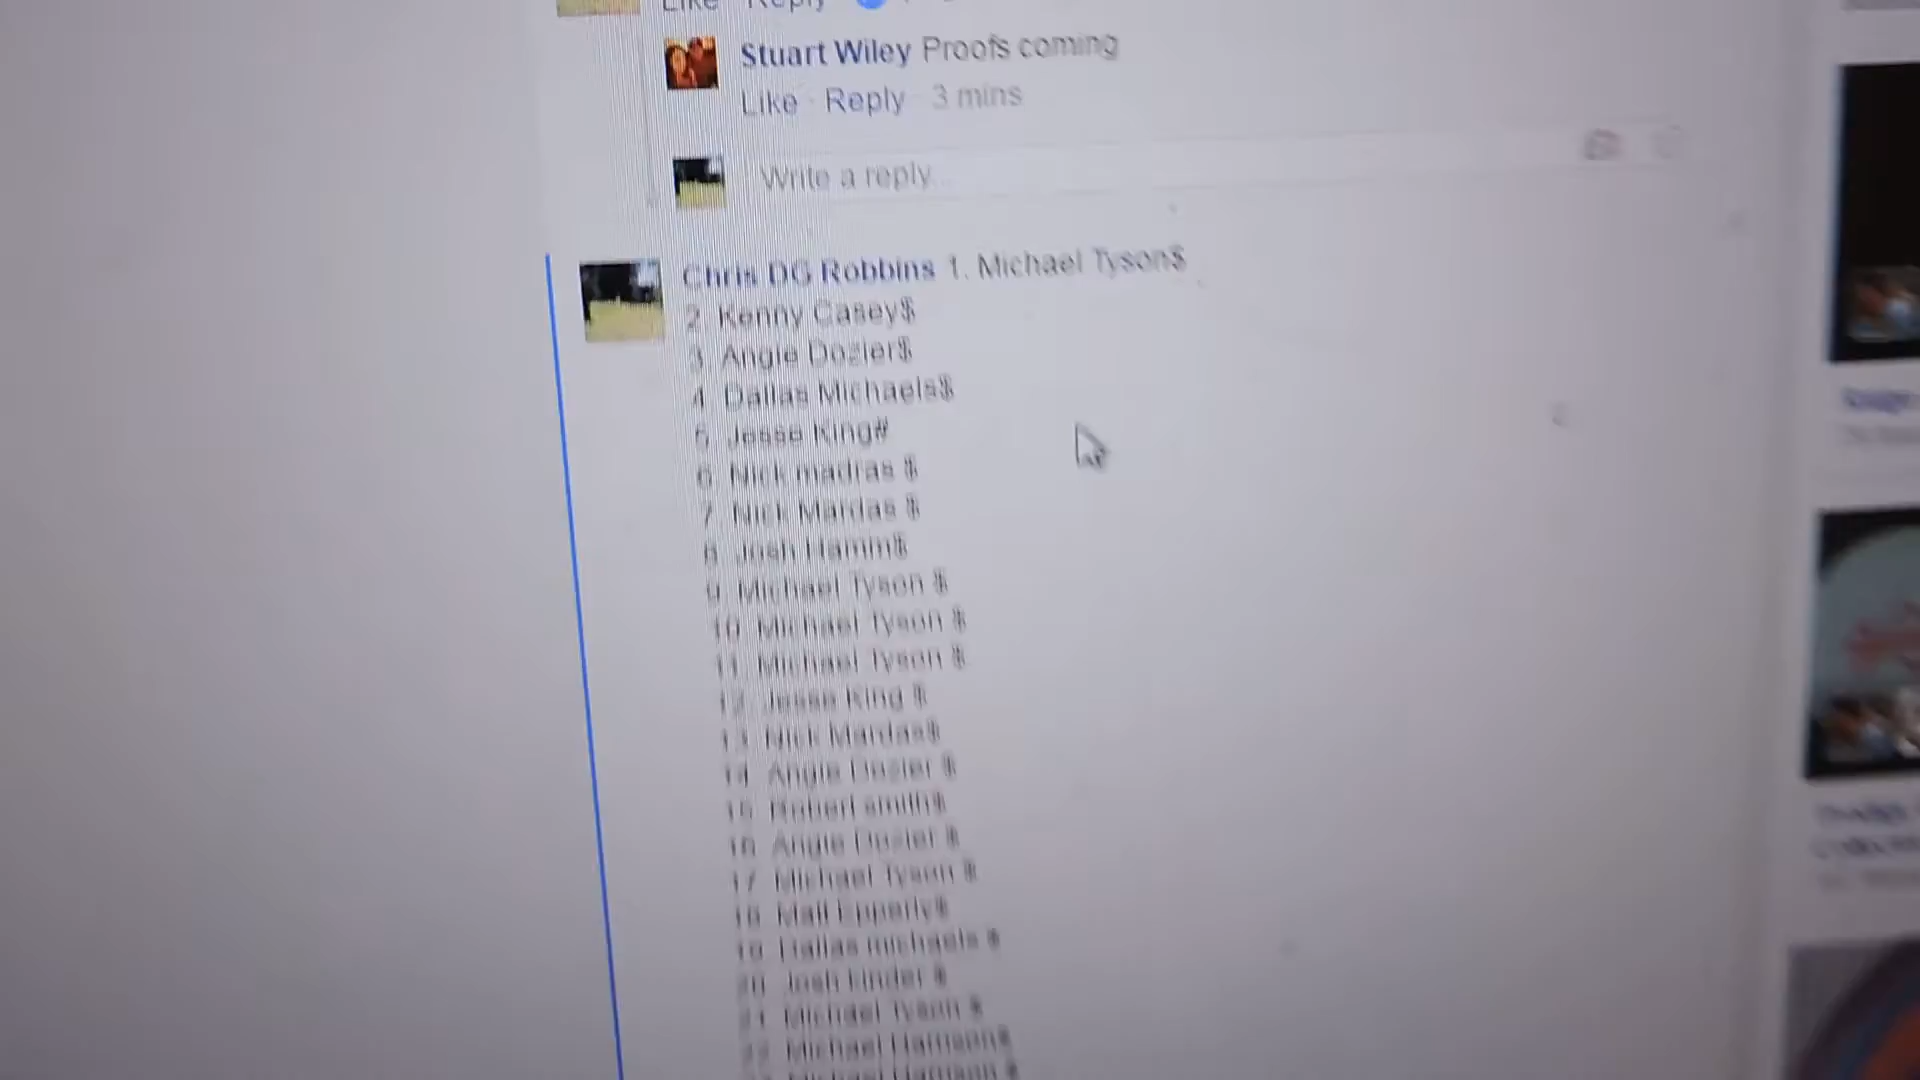 Like Reply
Stuart Wiley Proofs coming
Like · Reply · 3 mins
Write a reply...
Chris DG Robbins 1. Michael Tyson$
2 Kenny Casey$
3 Angie Dozier$
4 Dallas Michaels$
5 Jesse King#
6 Nick madras $
7 Nick Mardas $
8 Josh Hamm$
9 Michael Tyson $
10 Michael Tyson $
11 Michael Tyson $
12 Jesse King $
13 Nick Mardas$
14 Angie Dozier $
15 Robert smith$
16 Angie Dozier $
17 Michael Tyson $
18 Matt Epperly$
19 Dallas michaels $
20 Josh kinder $
21 Michael Tyson $
22 Michael Hamann$
Michael Hamann $